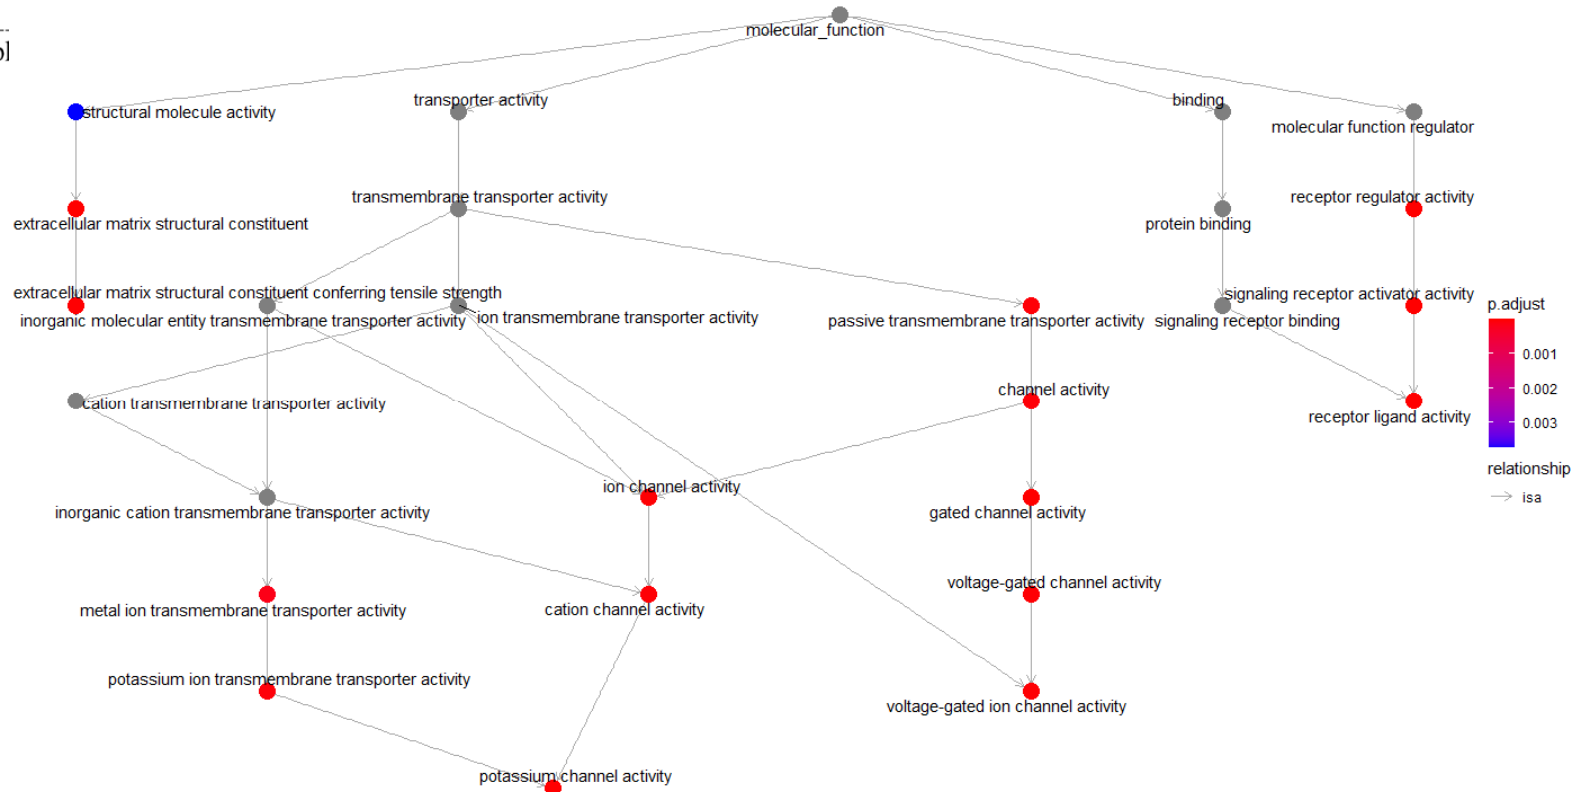 molecular_function
structural molecule activity
transporter activity
binding
molecular function regulator
extracellular matrix structural constituent
transmembrane transporter activity
protein binding
receptor regulator activity
extracellular matrix structural constituent conferring tensile strength
inorganic molecular entity transmembrane transporter activity
ion transmembrane transporter activity
passive transmembrane transporter activity
signaling receptor binding
signaling receptor activator activity
cation transmembrane transporter activity
channel activity
receptor ligand activity
inorganic cation transmembrane transporter activity
ion channel activity
gated channel activity
metal ion transmembrane transporter activity
cation channel activity
voltage-gated channel activity
potassium ion transmembrane transporter activity
voltage-gated ion channel activity
potassium channel activity
p.adjust
0.001
0.002
0.003
relationship
isa